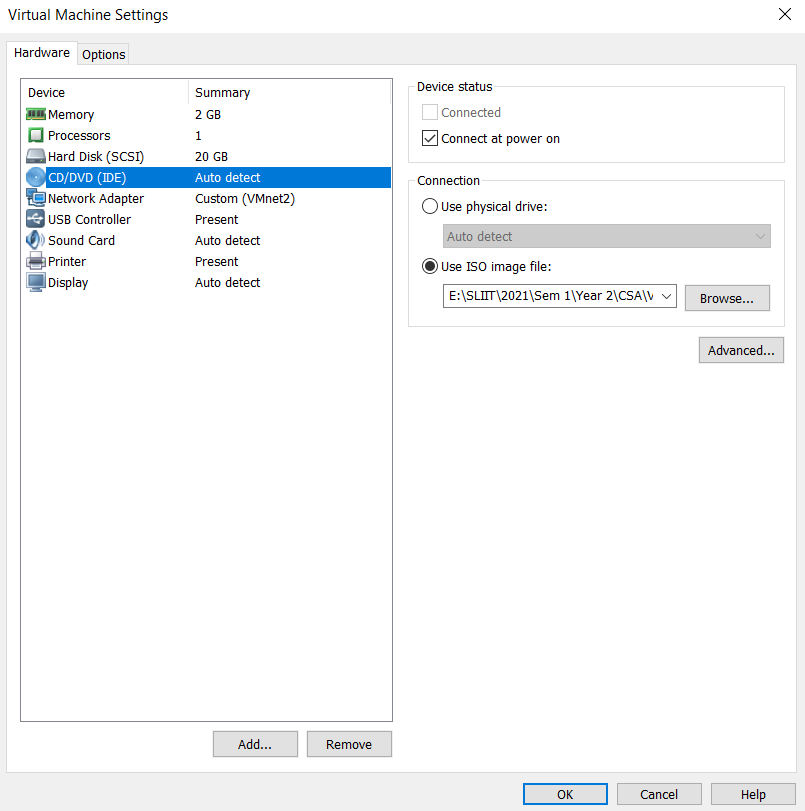 Virtual Machine Settings
Hardware Options
Device Summary
Memory 2 GB
Processors 1
Hard Disk (SCSI) 20 GB
CD/DVD (IDE) Auto detect
Network Adapter Custom (VMnet2)
USB Controller Present
Sound Card Auto detect
Printer Present
Display Auto detect
Add... Remove
Device status
Connected
Connect at power on
Connection
Use physical drive:
Auto detect
Use ISO image file:
E:\SLIIT\2021\Sem 1\Year 2\CSA\V Browse...
Advanced...
OK Cancel Help